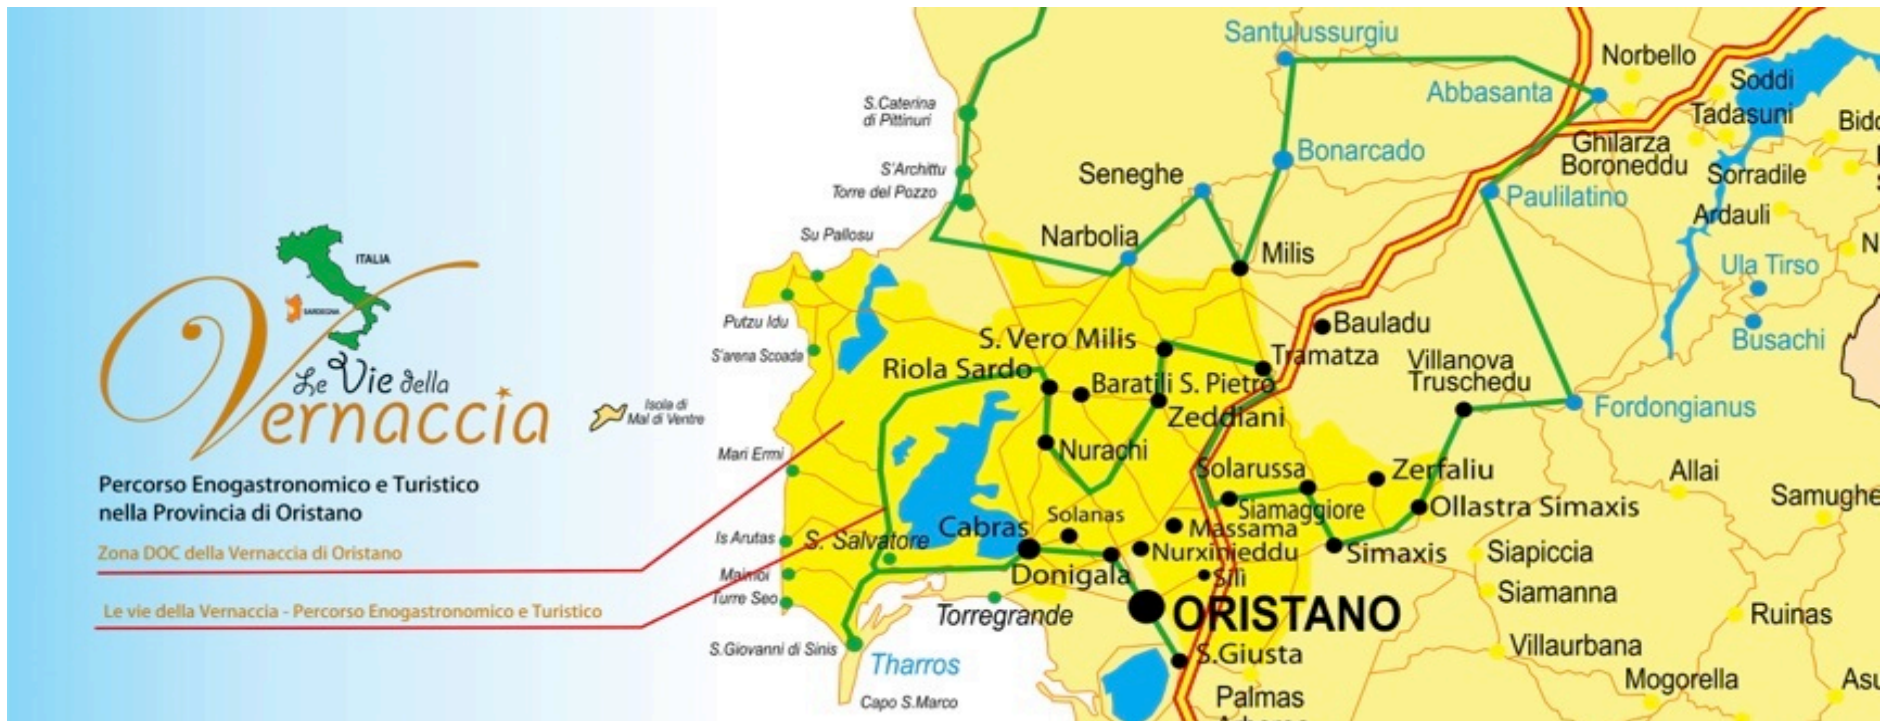 ITALIA
SARDEGNA
Le Vie della
Vernaccia
Percorso Enogastronomico e Turistico
nella Provincia di Oristano
Zona DOC della Vernaccia di Oristano
Le vie della Vernaccia - Percorso Enogastronomico e Turistico
Isola di
Mal di Ventre
S.Caterina
di Pittinuri
S'Archittu
Torre del Pozzo
Su Pallosu
Putzu Idu
S'arena Scoada
Mari Ermi
Is Arutas
Maimoi
Turre Seo
S.Giovanni di Sinis
Tharros
Capo S.Marco
S. Salvatore
Torregrande
Santulussurgiu
Abbasanta
Norbello
Soddi
Tadasuni
Ghilarza
Boroneddu
Sorradile
Ardauli
Bonarcado
Seneghe
Paulilatino
Narbolia
Milis
Ula Tirso
Busachi
Bauladu
S. Vero Milis
Tramatza
Villanova
Truschedu
Riola Sardo
Baratili S. Pietro
Zeddiani
Fordongianus
Nurachi
Solarussa
Zerfaliu
Allai
Siamaggiore
Ollastra Simaxis
Samughe
Cabras
Solanas
Massama
Nurxinieddu
Simaxis
Siapiccia
Donigala
Silì
Siamanna
ORISTANO
Ruinas
S.Giusta
Villaurbana
Mogorella
Asu
Palmas